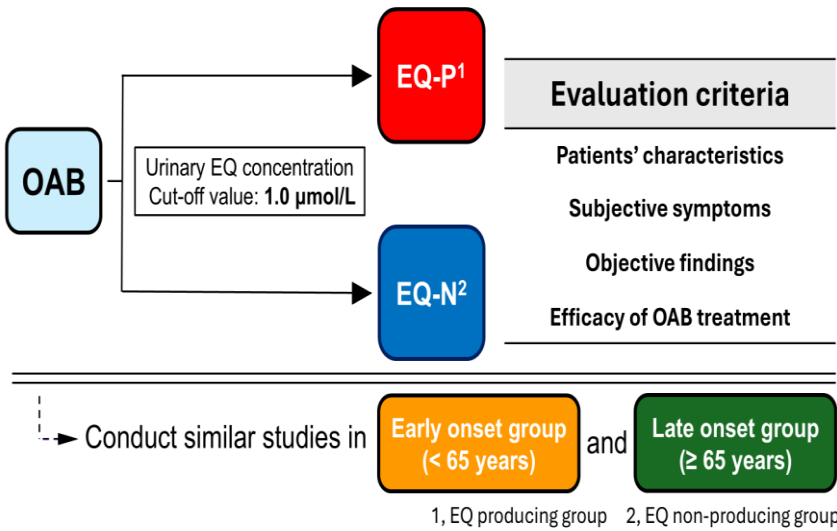 OAB
Urinary EQ concentration
Cut-off value: 1.0 µmol/L
EQ-P¹
EQ-N²
Evaluation criteria
Patients’ characteristics
Subjective symptoms
Objective findings
Efficacy of OAB treatment
Conduct similar studies in
Early onset group
(< 65 years)
and
Late onset group
(≥ 65 years)
1, EQ producing group 2, EQ non-producing group